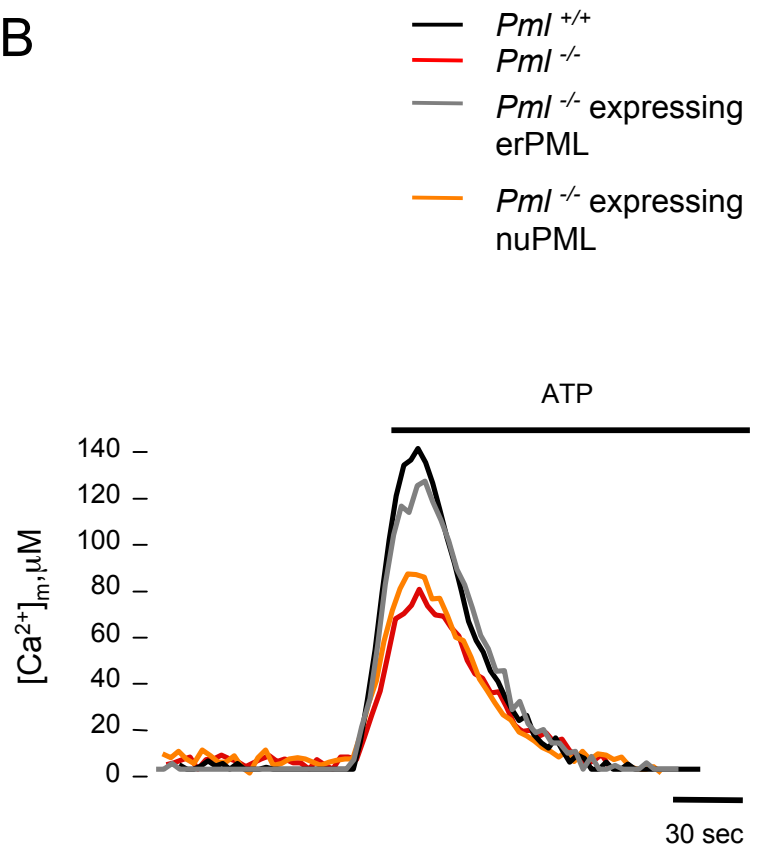 B
Pml +/+
Pml -/-
Pml -/- expressing
erPML
Pml -/- expressing
nuPML
ATP
140
120
100
80
60
40
20
0
[Ca2+]m,μM
30 sec